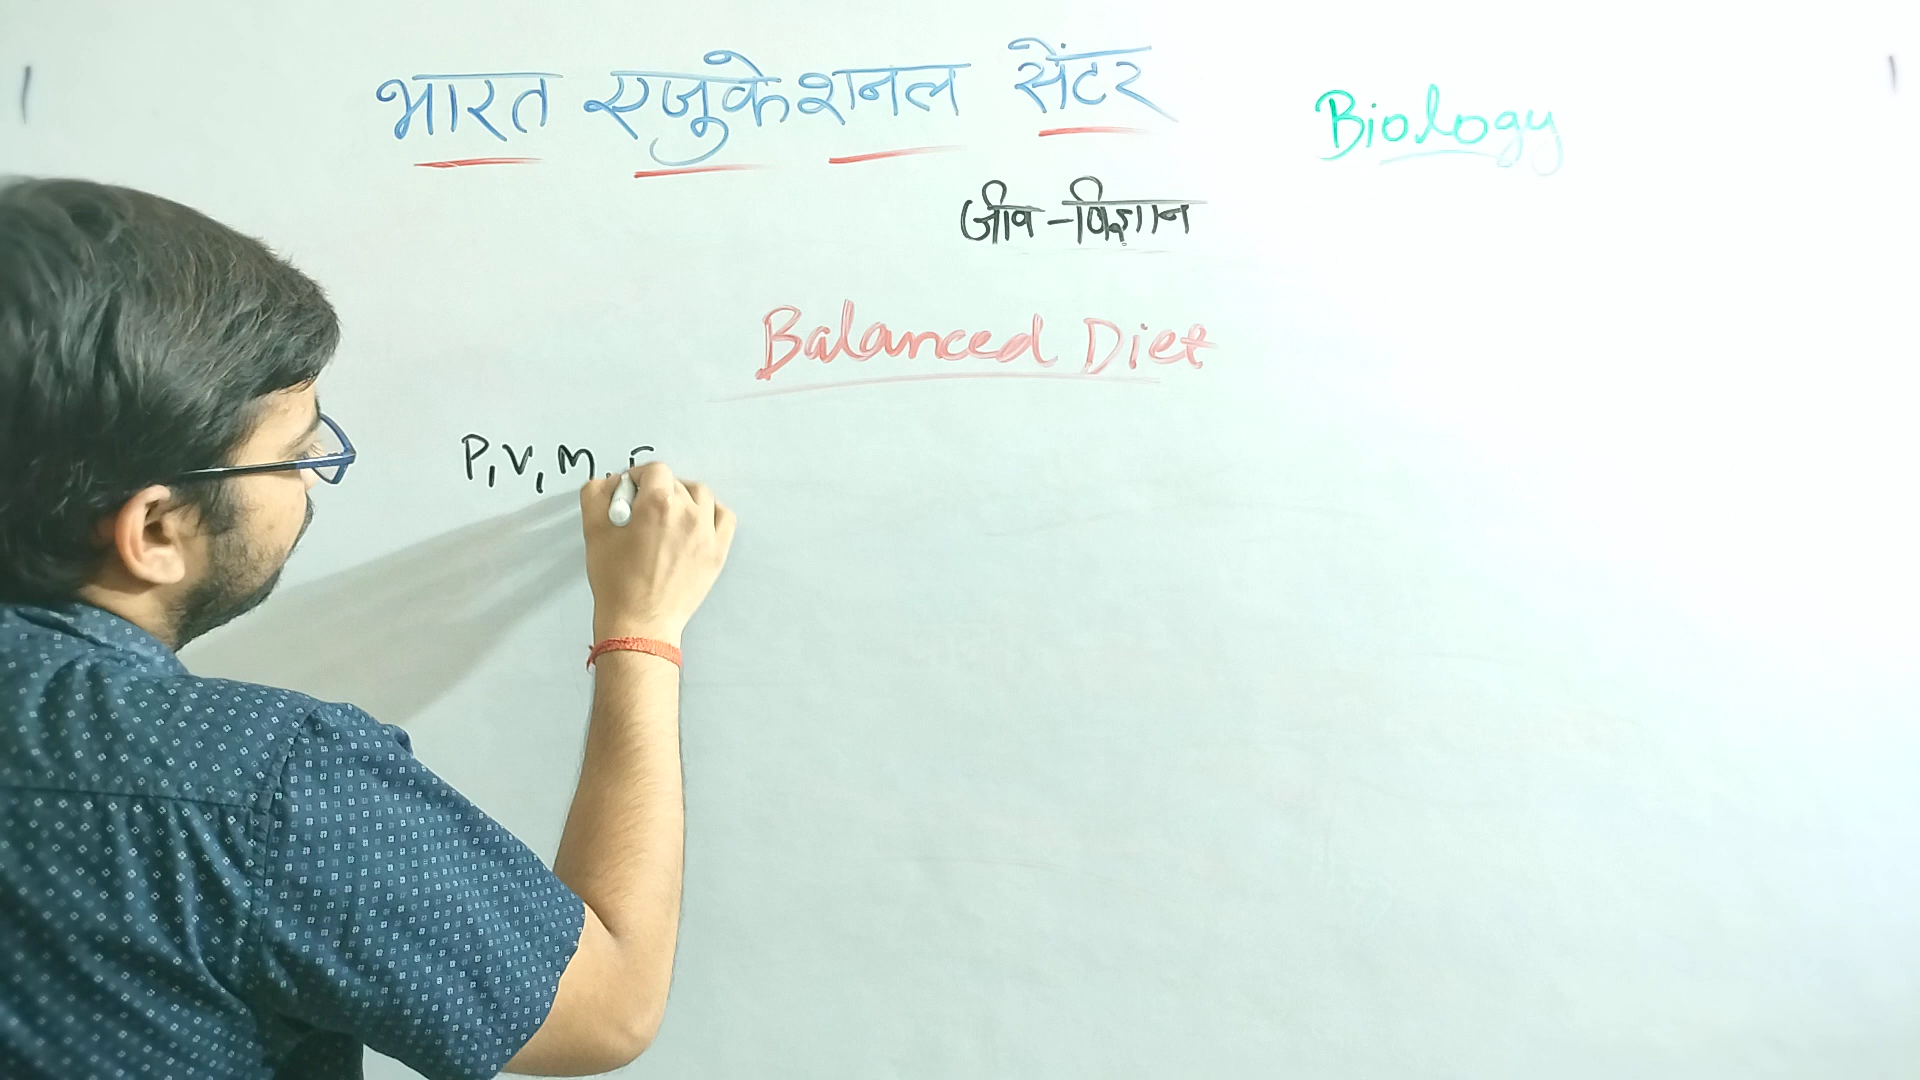 भारत एजुकेशनल सेंटर
Biology
जीव-विज्ञान
Balanced Diet
P, V, M,